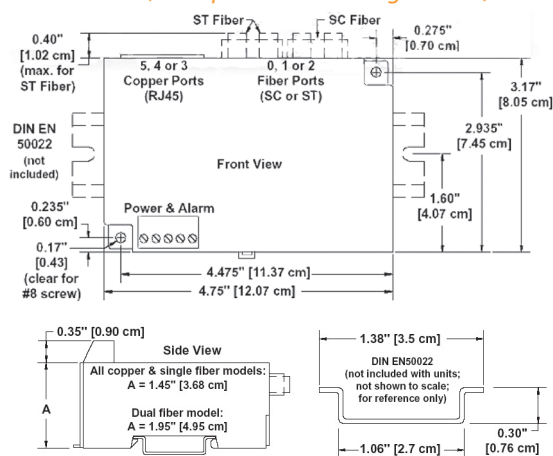 ST Fiber
SC Fiber
0.40"
[1.02 cm]
(max. for
ST Fiber)
0.275"
[0.70 cm]
5, 4 or 3
Copper Ports
(RJ45)
0, 1 or 2
Fiber Ports
(SC or ST)
3.17"
[8.05 cm]
2.935"
[7.45 cm]
DIN EN
50022
(not
included)
Front View
1.60"
[4.07 cm]
0.235"
[0.60 cm]
Power & Alarm
0.17"
[0.43]
(clear for
#8 screw)
4.475" [11.37 cm]
4.75" [12.07 cm]
0.35" [0.90 cm]
Side View
All copper & single fiber models:
A = 1.45" [3.68 cm]
A
Dual fiber model:
A = 1.95" [4.95 cm]
1.38" [3.5 cm]
DIN EN50022
(not included with units;
not shown to scale;
for reference only)
0.30"
[0.76 cm]
1.06" [2.7 cm]